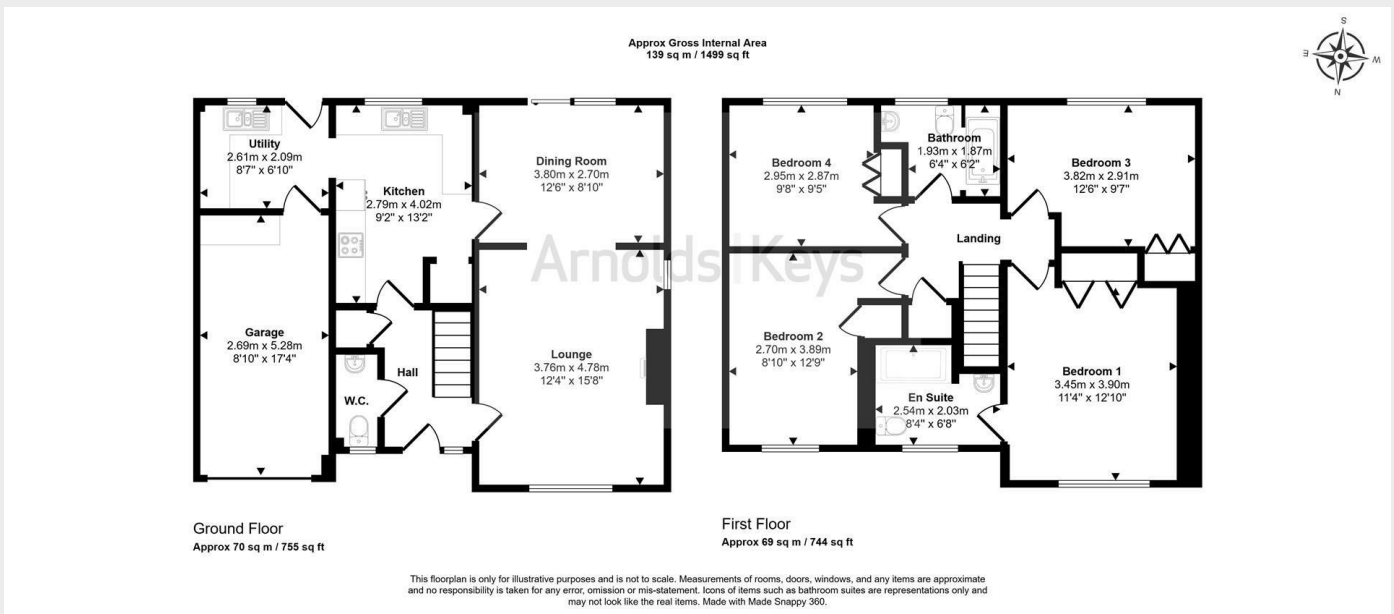 Approx Gross Internal Area
139 sq m / 1499 sq ft
S
E
W
N
Utility
2.61m x 2.09m
8'7" x 6'10"
Kitchen
2.79m x 4.02m
9'2" x 13'2"
Dining Room
3.80m x 2.70m
12'6" x 8'10"
Garage
2.69m x 5.28m
8'10" x 17'4"
Hall
W.C.
Lounge
3.76m x 4.78m
12'4" x 15'8"
Bedroom 4
2.95m x 2.87m
9'8" x 9'5"
Bathroom
1.93m x 1.87m
6'4" x 6'2"
Bedroom 3
3.82m x 2.91m
12'6" x 9'7"
Landing
Arnolds | Keys
Bedroom 2
2.70m x 3.89m
8'10" x 12'9"
En Suite
2.54m x 2.03m
8'4" x 6'8"
Bedroom 1
3.45m x 3.90m
11'4" x 12'10"
Ground Floor
Approx 70 sq m / 755 sq ft
First Floor
Approx 69 sq m / 744 sq ft
This floorplan is only for illustrative purposes and is not to scale. Measurements of rooms, doors, windows, and any items are approximate
and no responsibility is taken for any error, omission or mis-statement. Icons of items such as bathroom suites are representations only and
may not look like the real items. Made with Made Snappy 360.